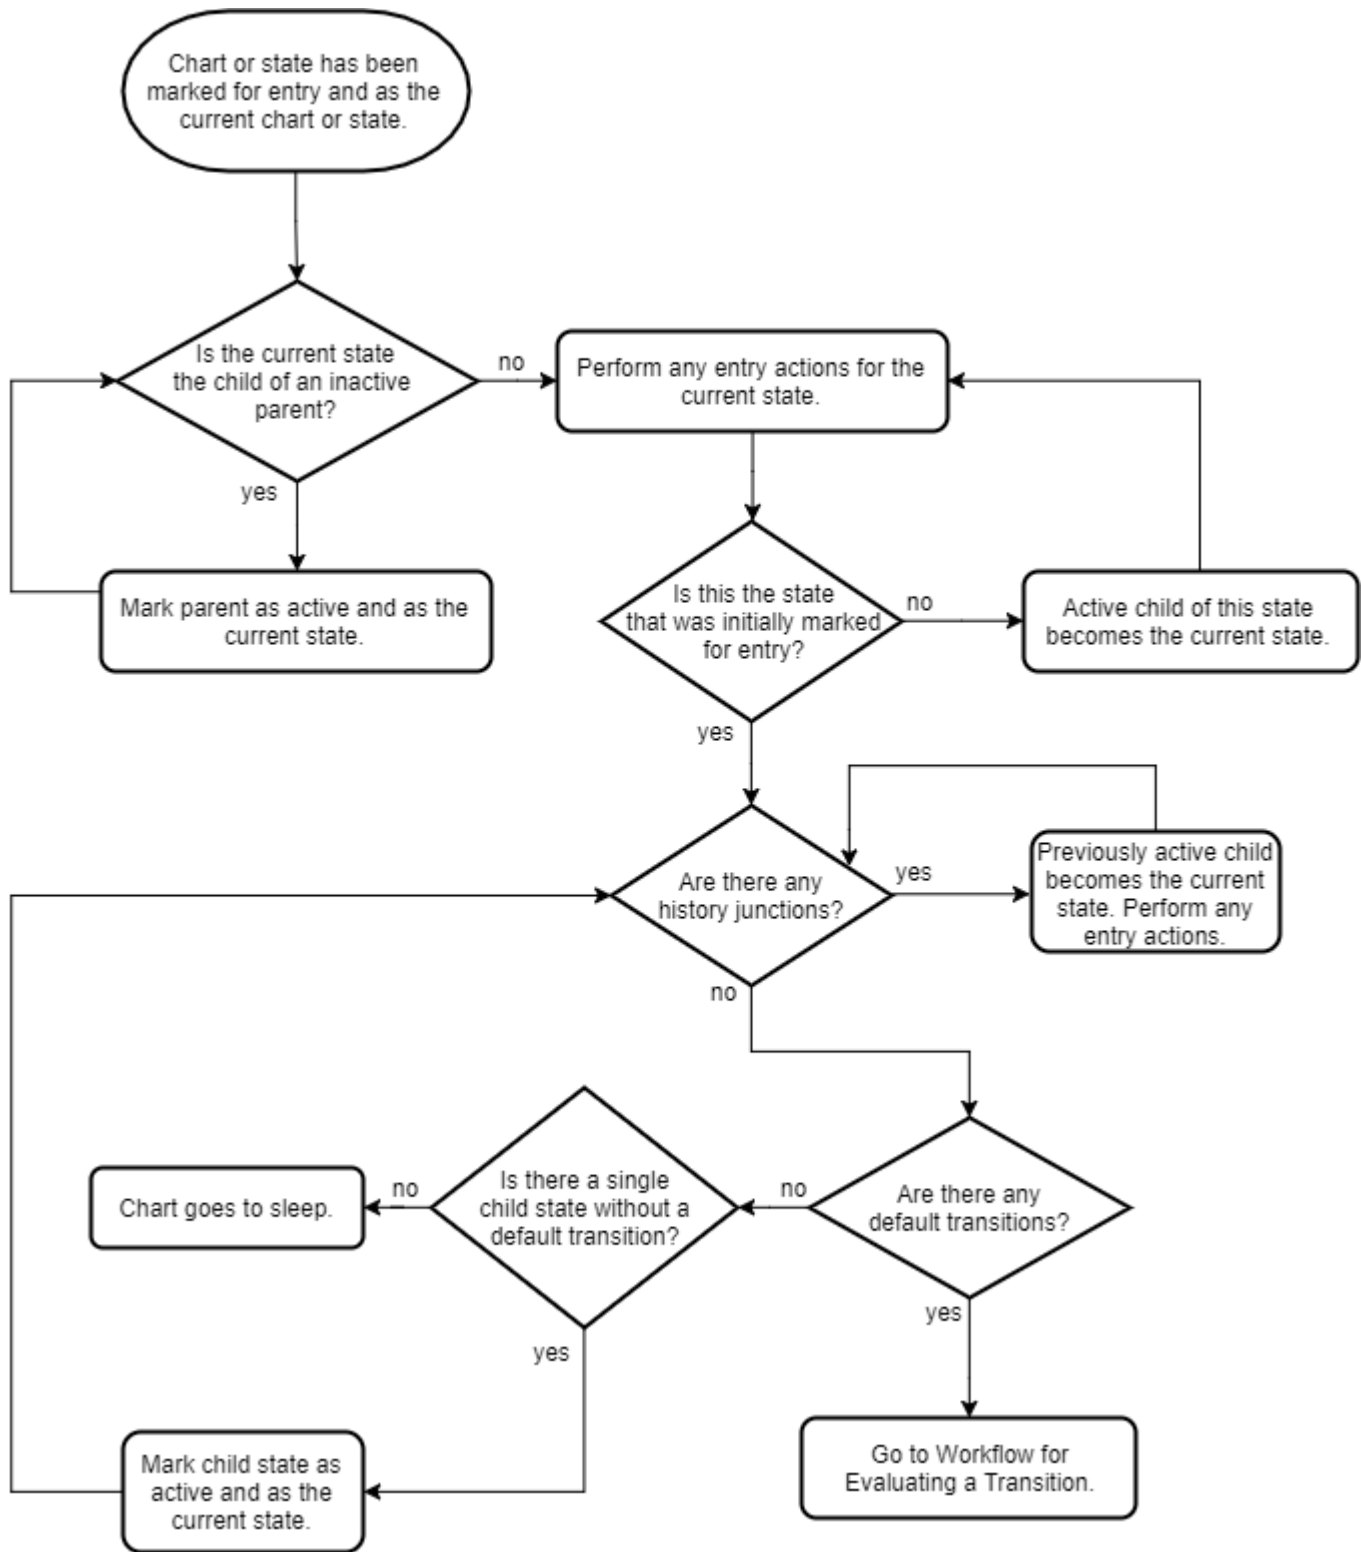 Chart or state has been
marked for entry and as the
current chart or state.
Is the current state
the child of an inactive
parent?
no
Perform any entry actions for the
current state.
yes
Mark parent as active and as the
current state.
Is this the state
that was initially marked
for entry?
no
Active child of this state
becomes the current state.
yes
Are there any
history junctions?
yes
Previously active child
becomes the current
state. Perform any
entry actions.
no
Are there any
default transitions?
no
Is there a single
child state without a
default transition?
no
Chart goes to sleep.
yes
yes
Mark child state as
active and as the
current state.
Go to Workflow for
Evaluating a Transition.